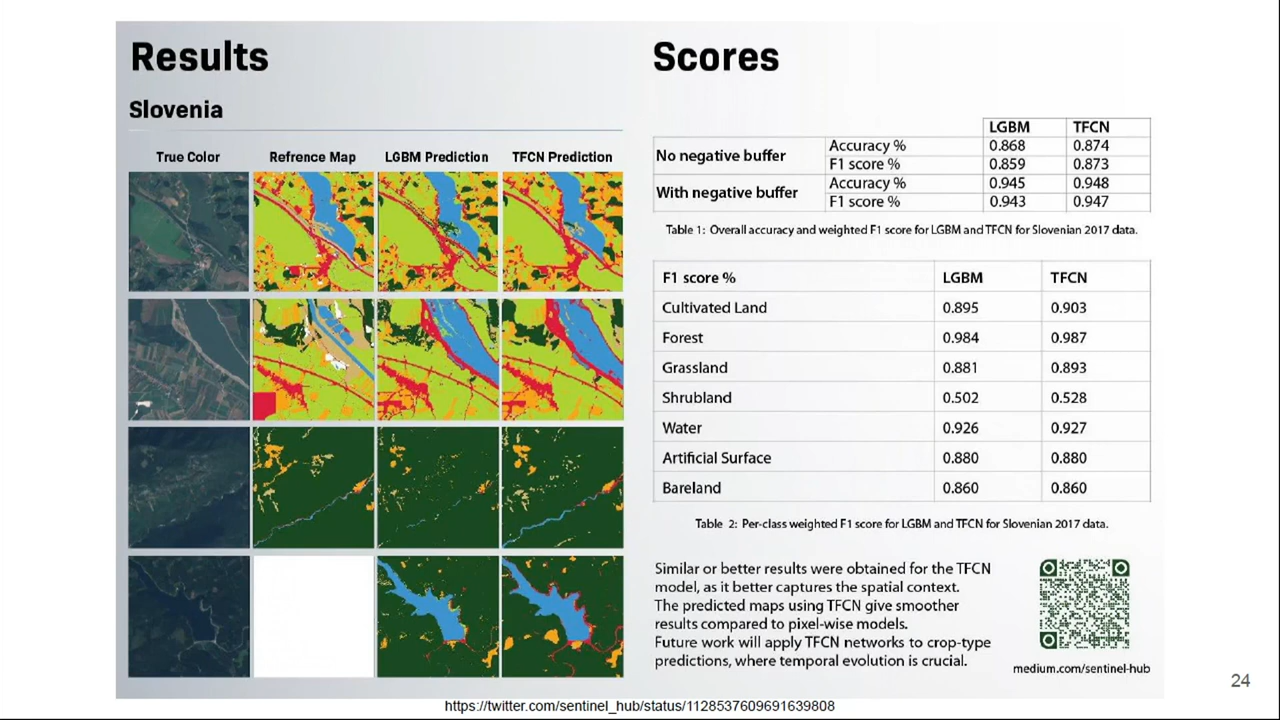 Results
Slovenia
True Color Refrence Map LGBM Prediction TFCN Prediction
Scores
LGBM TFCN
No negative buffer Accuracy % 0.868 0.874
F1 score % 0.859 0.873
With negative buffer Accuracy % 0.945 0.948
F1 score % 0.943 0.947
Table 1: Overall accuracy and weighted F1 score for LGBM and TFCN for Slovenian 2017 data.
F1 score % LGBM TFCN
Cultivated Land 0.895 0.903
Forest 0.984 0.987
Grassland 0.881 0.893
Shrubland 0.502 0.528
Water 0.926 0.927
Artificial Surface 0.880 0.880
Bareland 0.860 0.860
Table 2: Per-class weighted F1 score for LGBM and TFCN for Slovenian 2017 data.
Similar or better results were obtained for the TFCN
model, as it better captures the spatial context.
The predicted maps using TFCN give smoother
results compared to pixel-wise models.
Future work will apply TFCN networks to crop-type
predictions, where temporal evolution is crucial.
medium.com/sentinel-hub
24
https://twitter.com/sentinel_hub/status/1128537609691639808